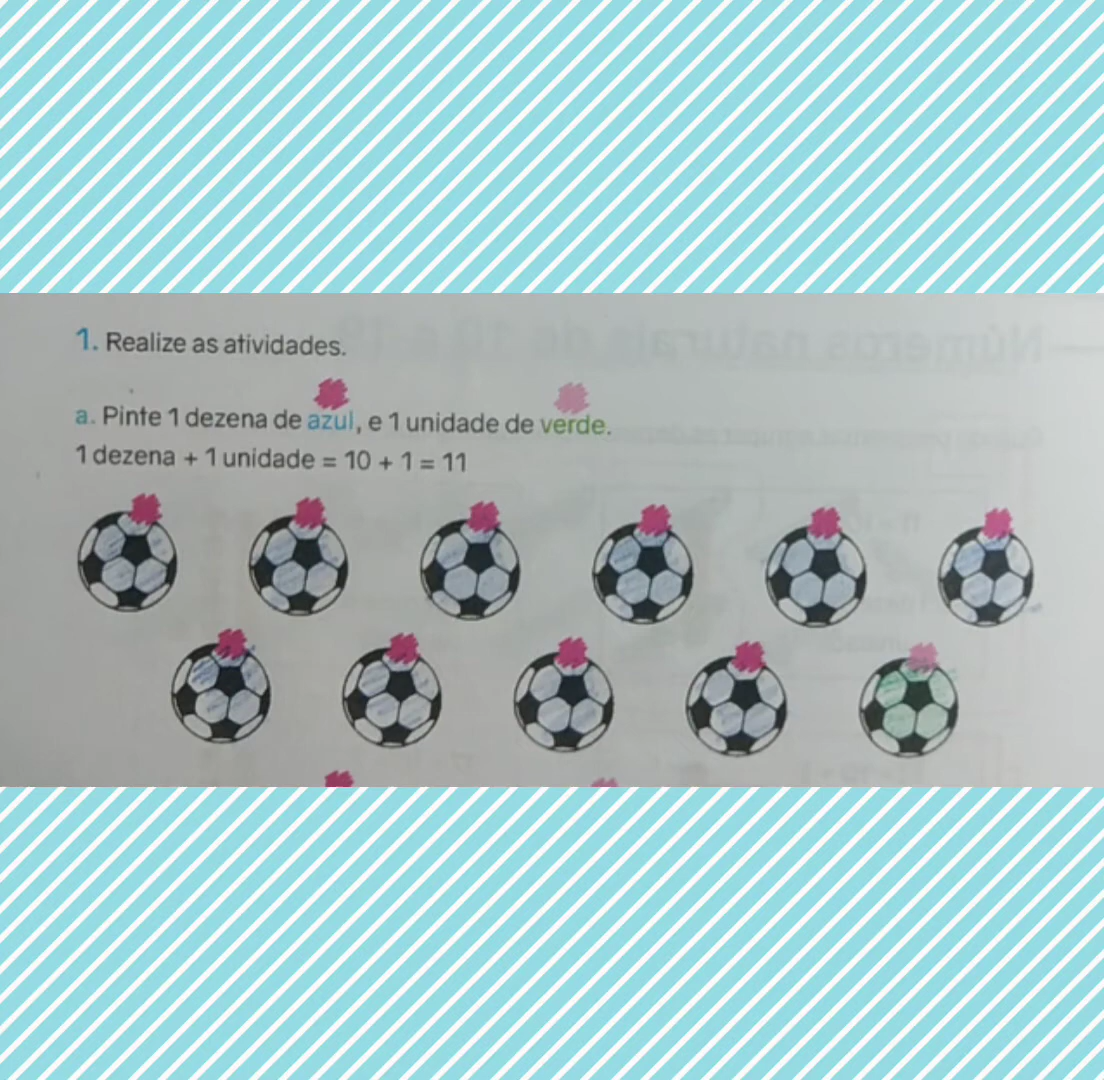 1. Realize as atividades.
a. Pinte 1 dezena de azul, e 1 unidade de verde.
1 dezena + 1 unidade = 10 + 1 = 11